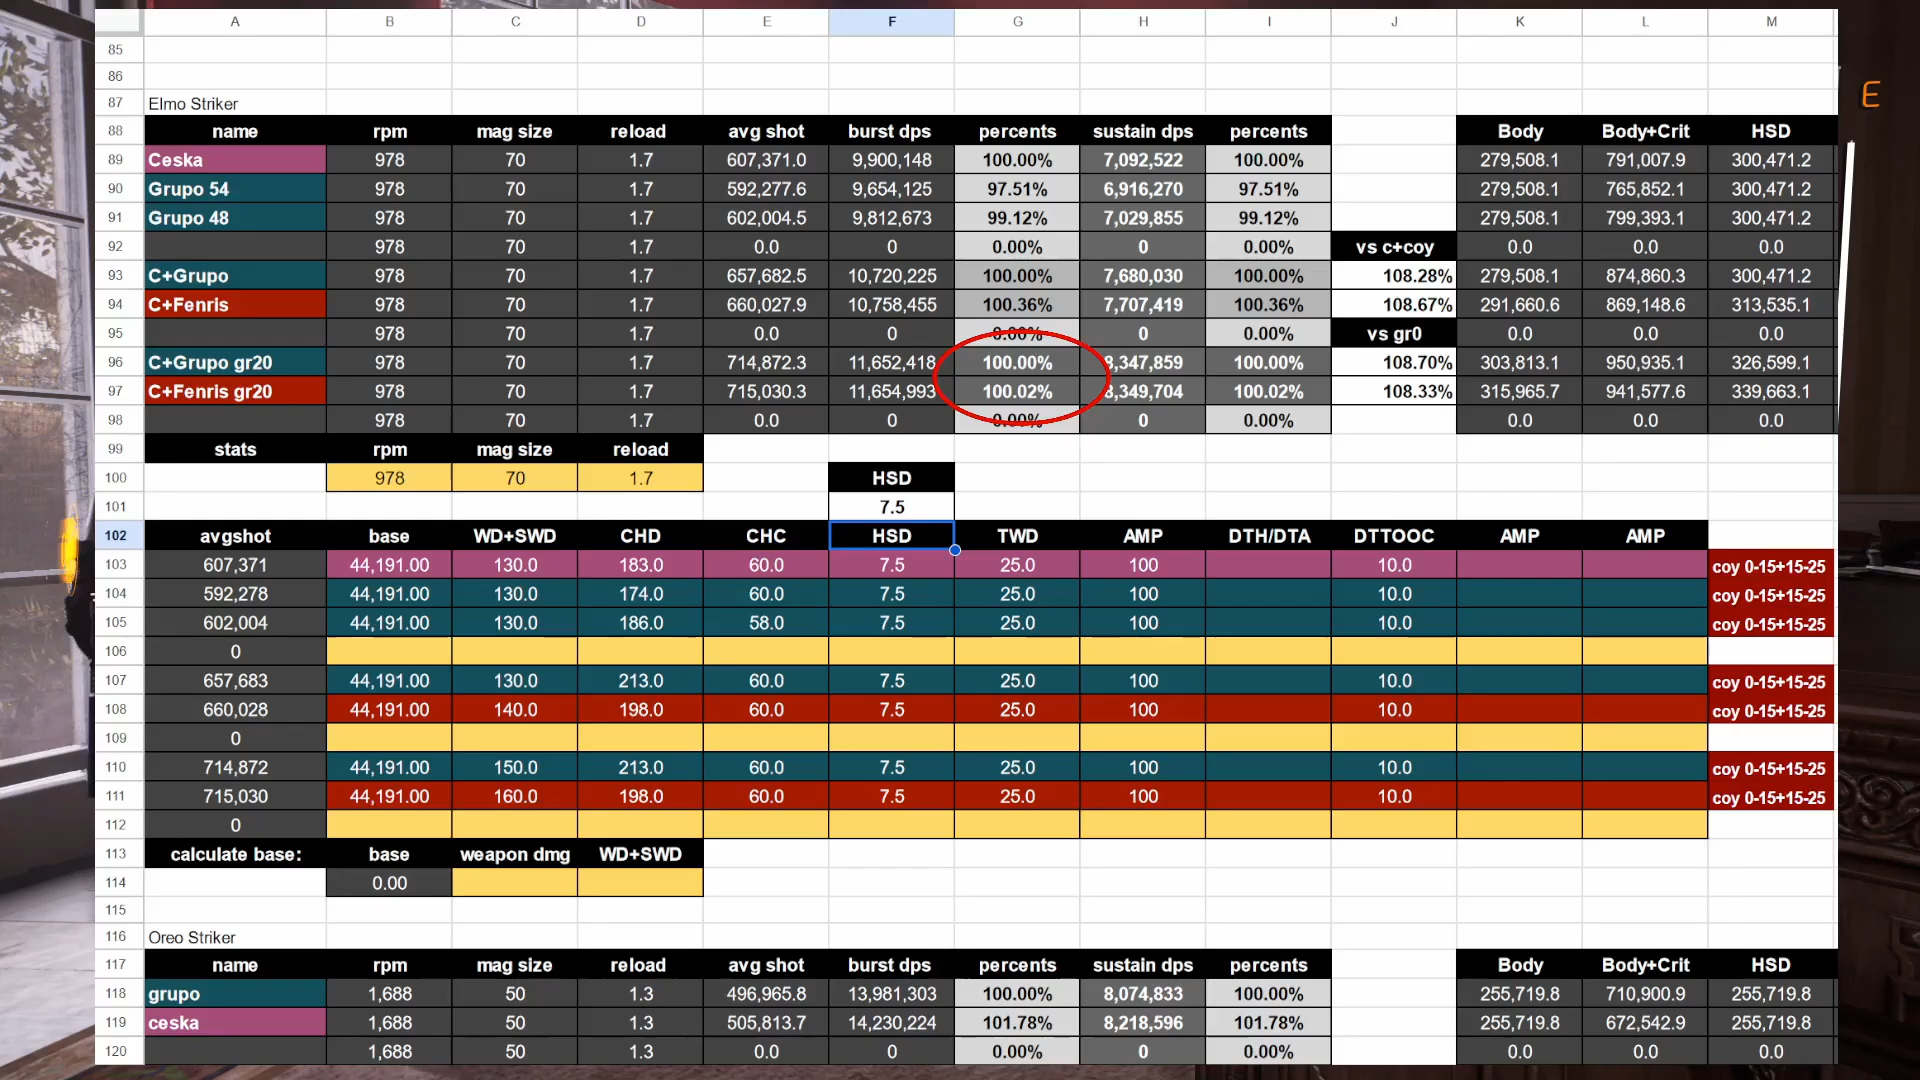 A B C D E F G H I J K L M
85
86
87 Elmo Striker
E
88 name rpm mag size reload avg shot burst dps percents sustain dps percents Body Body+Crit HSD
89 Ceska 978 70 1.7 607,371.0 9,900,148 100.00% 7,092,522 100.00% 279,508.1 791,007.9 300,471.2
90 Grupo 54 978 70 1.7 592,277.6 9,654,125 97.51% 6,916,270 97.51% 279,508.1 765,852.1 300,471.2
91 Grupo 48 978 70 1.7 602,004.5 9,812,673 99.12% 7,029,855 99.12% 279,508.1 799,393.1 300,471.2
92 978 70 1.7 0.0 0 0.00% 0 0.00% vs c+coy 0.0 0.0 0.0
93 C+Grupo 978 70 1.7 657,682.5 10,720,225 100.00% 7,680,030 100.00% 108.28% 279,508.1 874,860.3 300,471.2
94 C+Fenris 978 70 1.7 660,027.9 10,758,455 100.36% 7,707,419 100.36% 108.67% 291,660.6 869,148.6 313,535.1
95 978 70 1.7 0.0 0 0.00% 0 0.00% vs gr0 0.0 0.0 0.0
96 C+Grupo gr20 978 70 1.7 714,872.3 11,652,418 100.00% 8,347,859 100.00% 108.70% 303,813.1 950,935.1 326,599.1
97 C+Fenris gr20 978 70 1.7 715,030.3 11,654,993 100.02% 8,349,704 100.02% 108.33% 315,965.7 941,577.6 339,663.1
98 978 70 1.7 0.0 0 0.00% 0 0.00% 0.0 0.0 0.0
99 stats rpm mag size reload
100 978 70 1.7 HSD
101 7.5
102 avgshot base WD+SWD CHD CHC HSD TWD AMP DTH/DTA DTTOOC AMP AMP
103 607,371 44,191.00 130.0 183.0 60.0 7.5 25.0 100 10.0 coy 0-15+15-25
104 592,278 44,191.00 130.0 174.0 60.0 7.5 25.0 100 10.0 coy 0-15+15-25
105 602,004 44,191.00 130.0 186.0 58.0 7.5 25.0 100 10.0 coy 0-15+15-25
106 0
107 657,683 44,191.00 130.0 213.0 60.0 7.5 25.0 100 10.0 coy 0-15+15-25
108 660,028 44,191.00 140.0 198.0 60.0 7.5 25.0 100 10.0 coy 0-15+15-25
109 0
110 714,872 44,191.00 150.0 213.0 60.0 7.5 25.0 100 10.0 coy 0-15+15-25
111 715,030 44,191.00 160.0 198.0 60.0 7.5 25.0 100 10.0 coy 0-15+15-25
112 0
113 calculate base: base weapon dmg WD+SWD
114 0.00
115
116 Oreo Striker
117 name rpm mag size reload avg shot burst dps percents sustain dps percents Body Body+Crit HSD
118 grupo 1,688 50 1.3 496,965.8 13,981,303 100.00% 8,074,833 100.00% 255,719.8 710,900.9 255,719.8
119 ceska 1,688 50 1.3 505,813.7 14,230,224 101.78% 8,218,596 101.78% 255,719.8 672,542.9 255,719.8
120 1,688 50 1.3 0.0 0 0.00% 0 0.00% 0.0 0.0 0.0